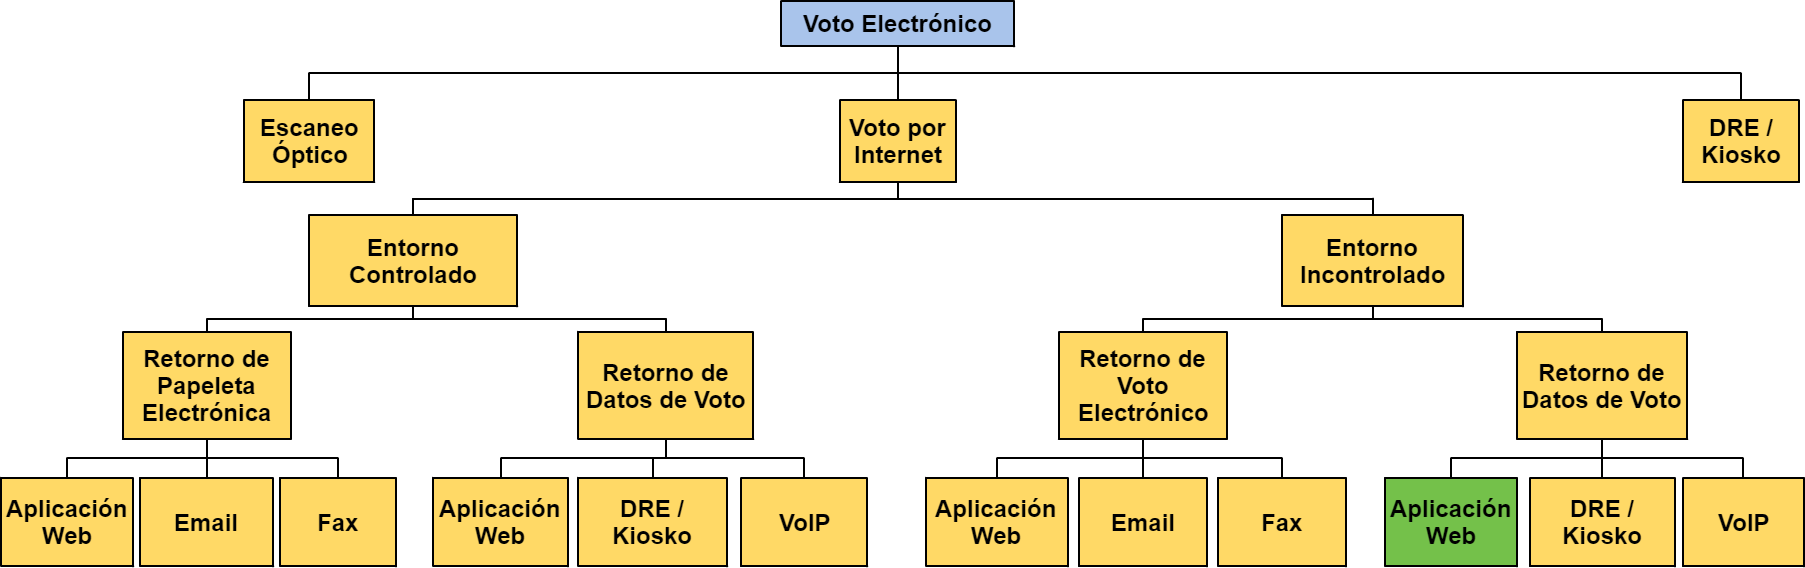 Voto Electrónico
Escaneo
Óptico
Voto por
Internet
DRE /
Kiosko
Entorno
Controlado
Entorno
Incontrolado
Retorno de
Papeleta
Electrónica
Retorno de
Datos de Voto
Retorno de
Voto
Electrónico
Retorno de
Datos de Voto
Aplicación
Web
Email
Fax
Aplicación
Web
DRE /
Kiosko
VoIP
Aplicación
Web
Email
Fax
Aplicación
Web
DRE /
Kiosko
VoIP